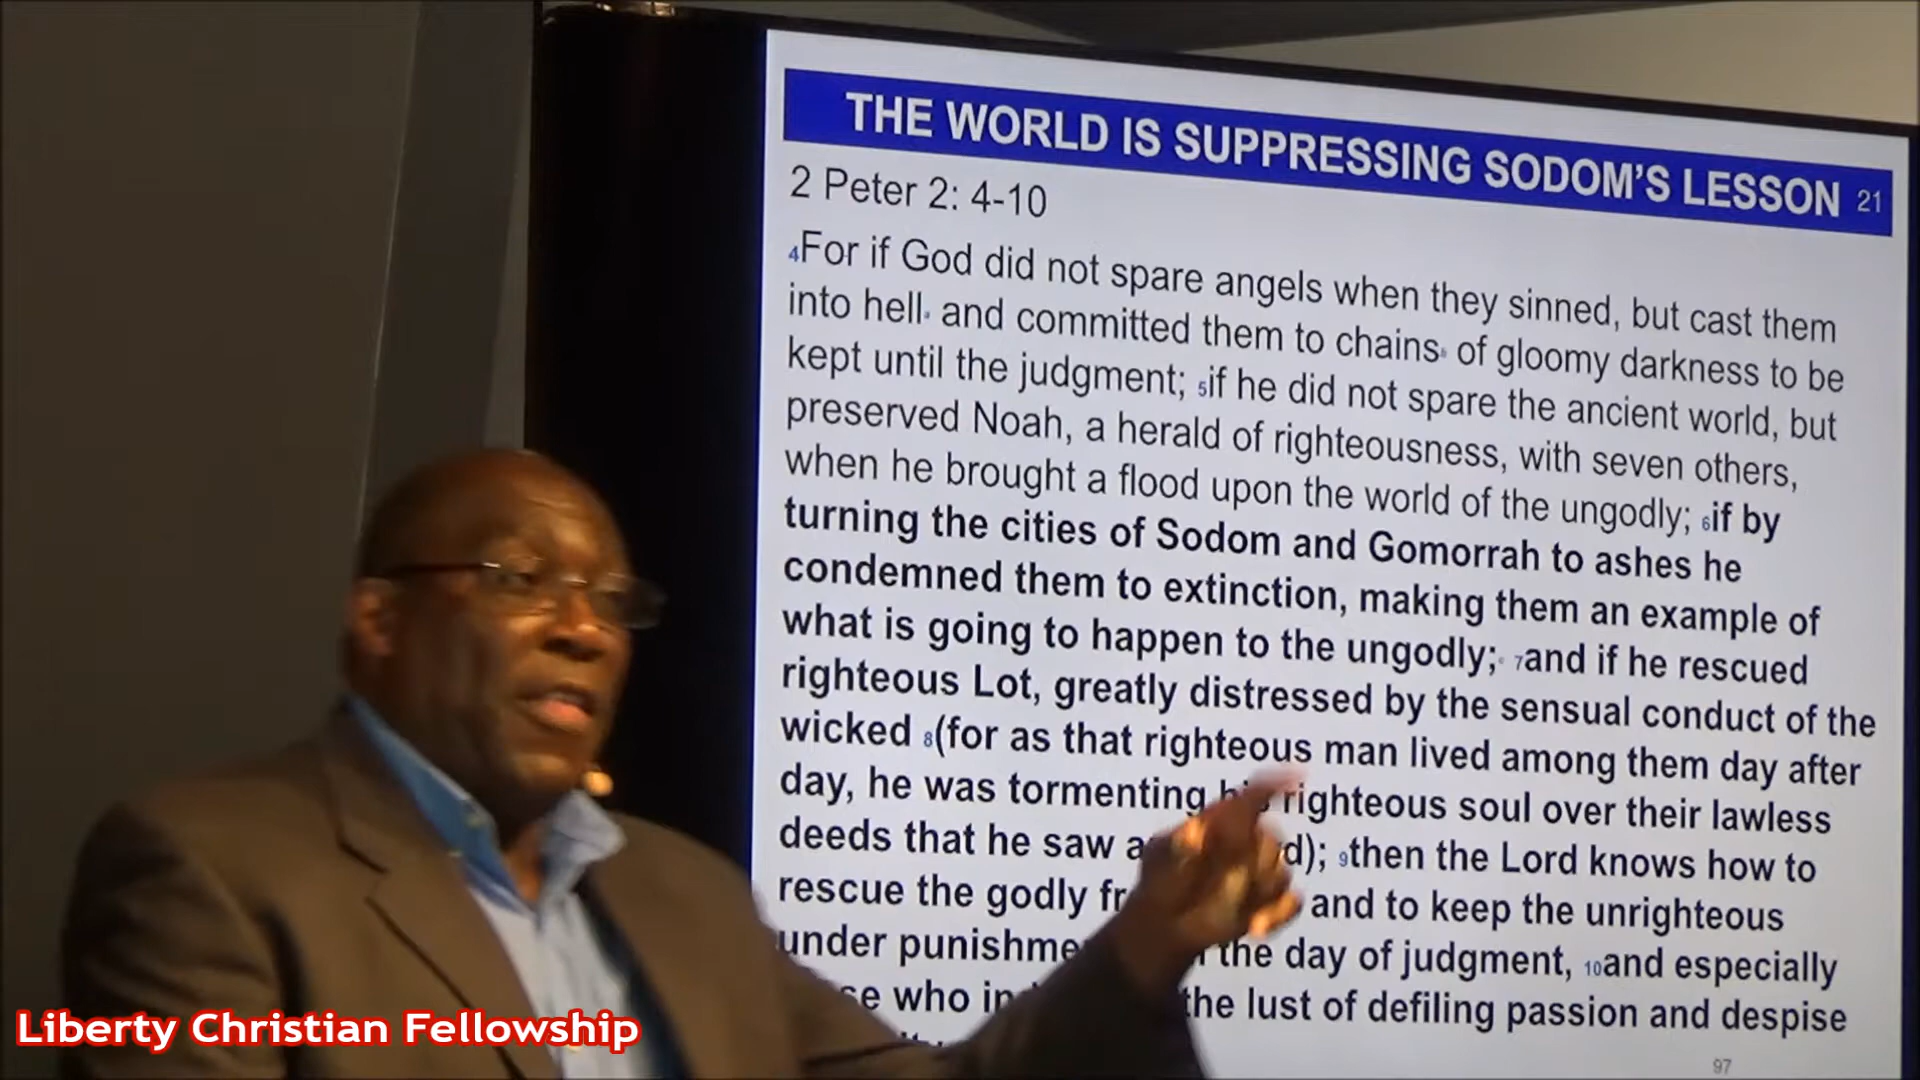 THE WORLD IS SUPPRESSING SODOM'S LESSON 21
2 Peter 2: 4-10
4For if God did not spare angels when they sinned, but cast them
into hell and committed them to chains of gloomy darkness to be
kept until the judgment; 5if he did not spare the ancient world, but
preserved Noah, a herald of righteousness, with seven others,
when he brought a flood upon the world of the ungodly; 6if by
turning the cities of Sodom and Gomorrah to ashes he
condemned them to extinction, making them an example of
what is going to happen to the ungodly; 7and if he rescued
righteous Lot, greatly distressed by the sensual conduct of the
wicked 8(for as that righteous man lived among them day after
day, he was tormenting his righteous soul over their lawless
deeds that he saw 9then the Lord knows how to
rescue the godly and to keep the unrighteous
under the day of judgment, 10and especially
who the lust of defiling passion and despise
97
Liberty Christian Fellowship